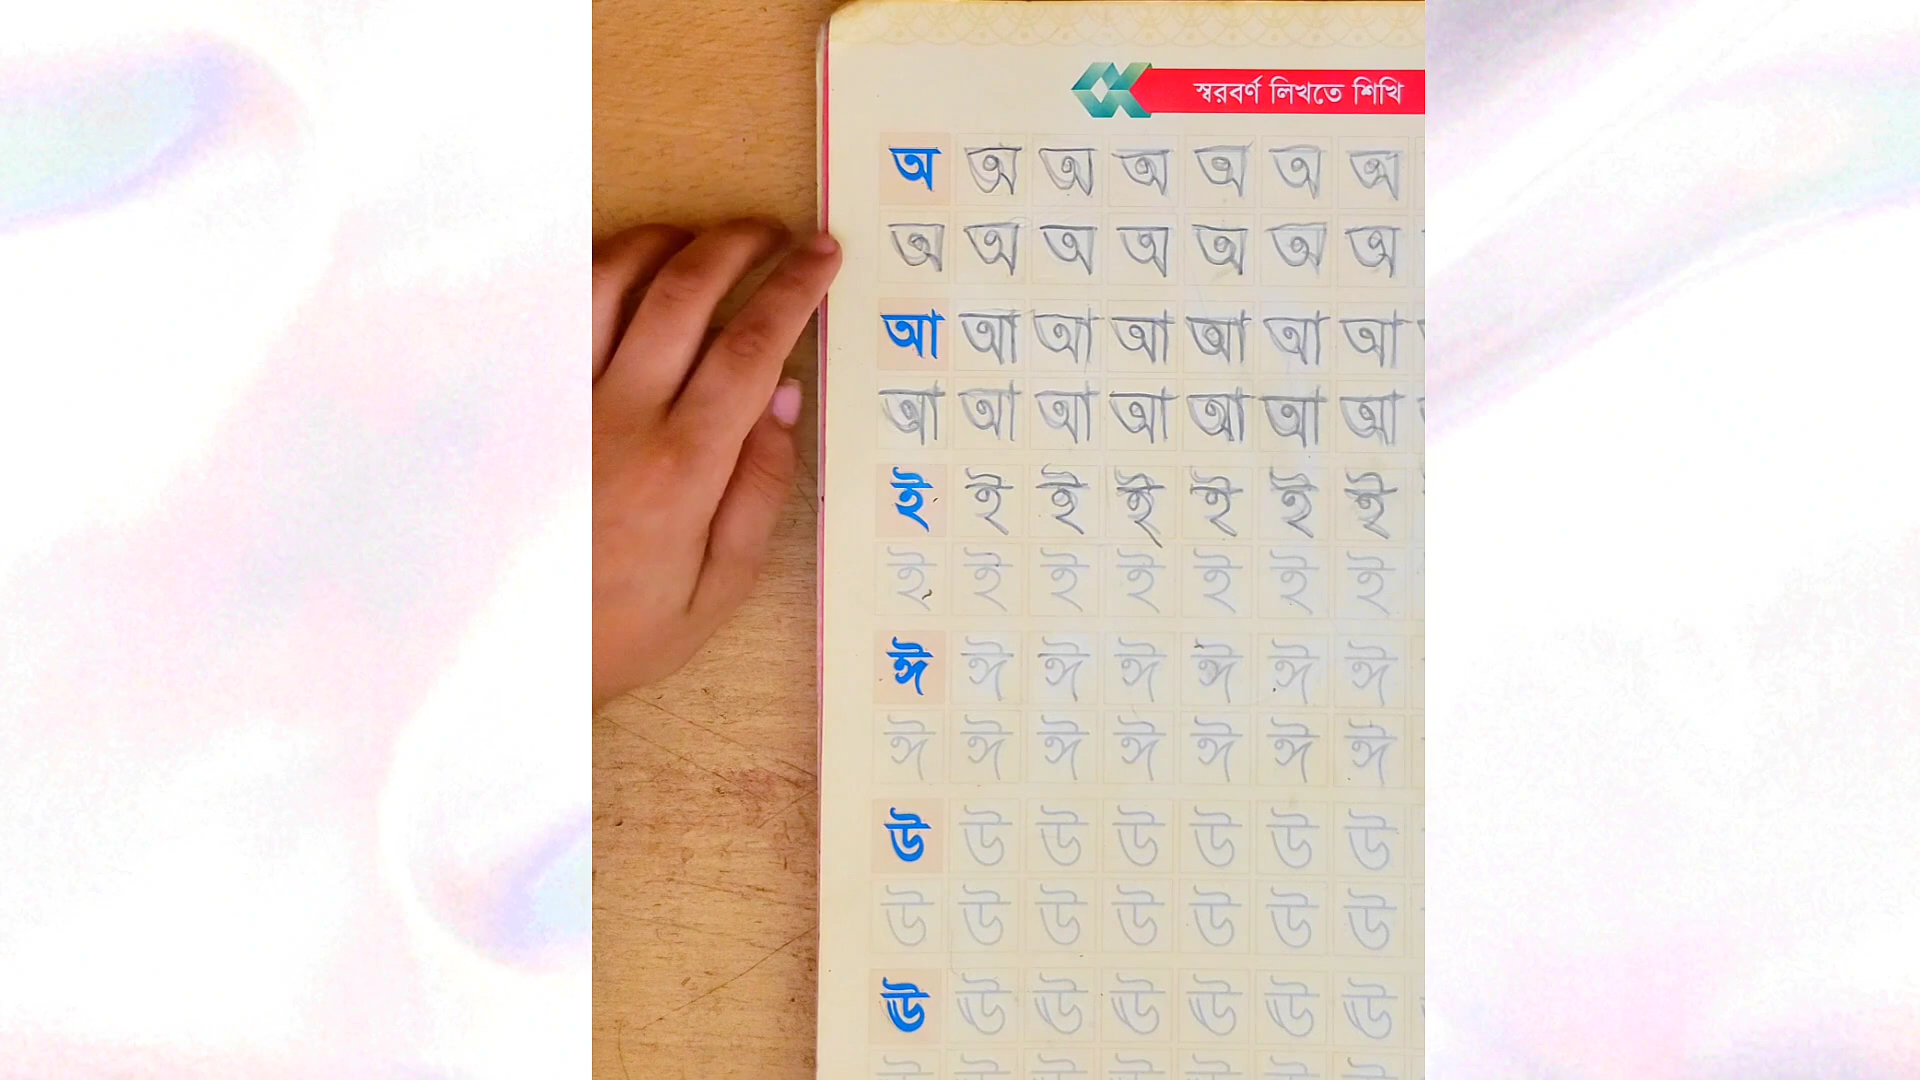 স্বরবর্ণ লিখতে শিখি
অ অ অ অ অ অ অ
অ অ অ অ অ অ অ
আ আ আ আ আ আ আ
আ আ আ আ আ আ আ
ই ই ই ই ই ই ই
ই ই ই ই ই ই ই
ঈ ঈ ঈ ঈ ঈ ঈ ঈ
ঈ ঈ ঈ ঈ ঈ ঈ ঈ
উ উ উ উ উ উ উ
উ উ উ উ উ উ উ
ঊ ঊ ঊ ঊ ঊ ঊ ঊ